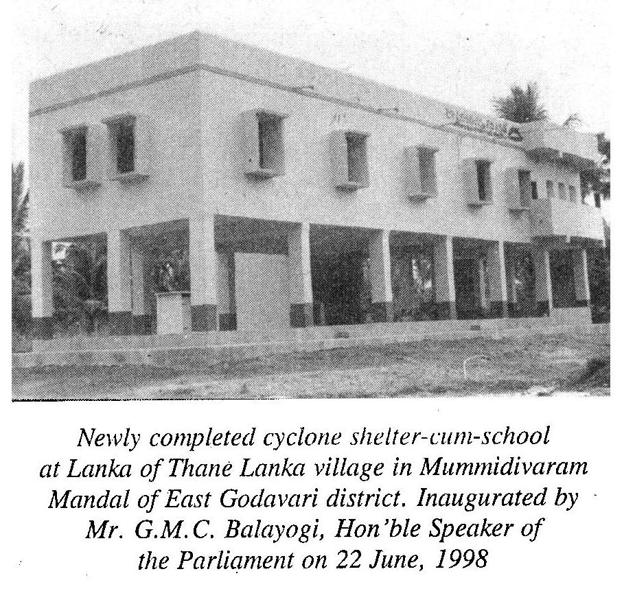 Newly completed cyclone shelter-cum-school
at Lanka of Thane Lanka village in Mummidivaram
Mandal of East Godavari district. Inaugurated by
Mr. G.M.C. Balayogi, Hon'ble Speaker of
the Parliament on 22 June, 1998